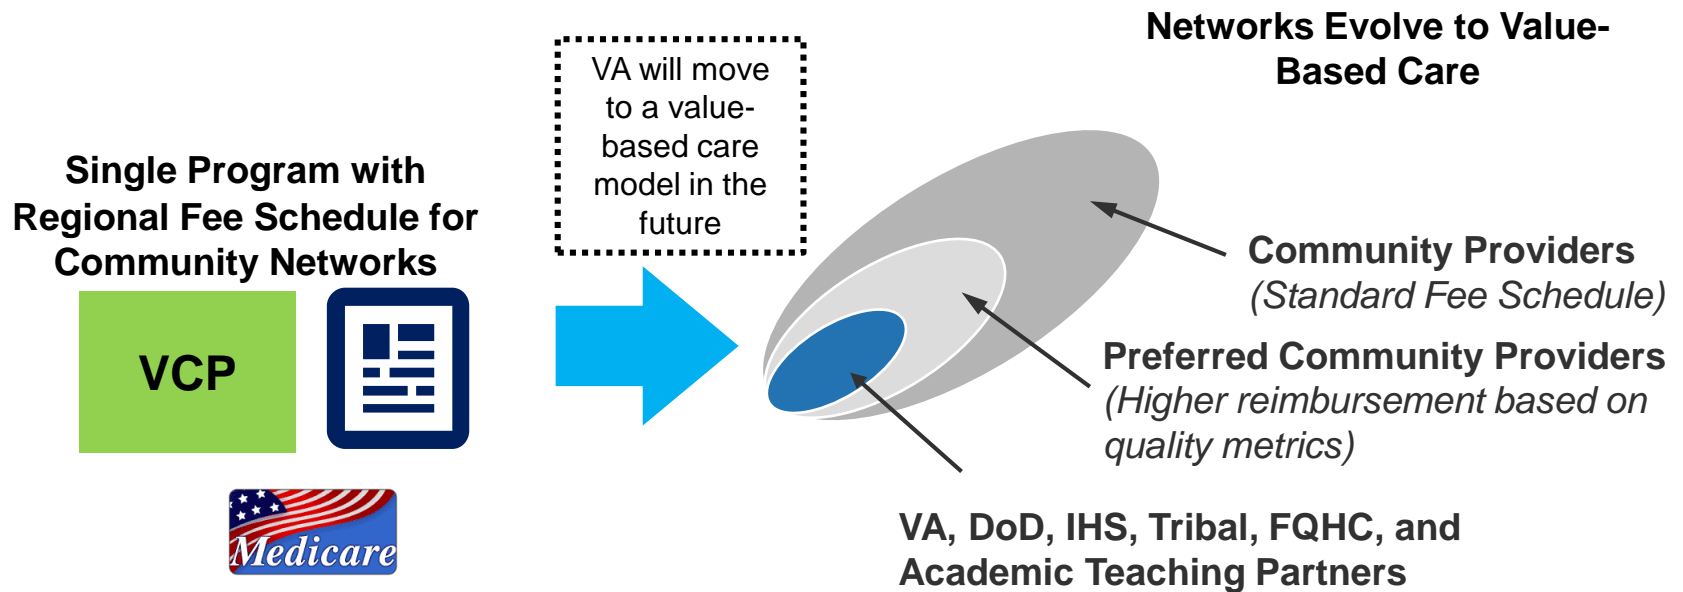 Single Program with
Regional Fee Schedule for
Community Networks
VCP
Medicare
VA will move
to a value-
based care
model in the
future
Networks Evolve to Value-
Based Care
Community Providers
(Standard Fee Schedule)
Preferred Community Providers
(Higher reimbursement based on
quality metrics)
VA, DoD, IHS, Tribal, FQHC, and
Academic Teaching Partners